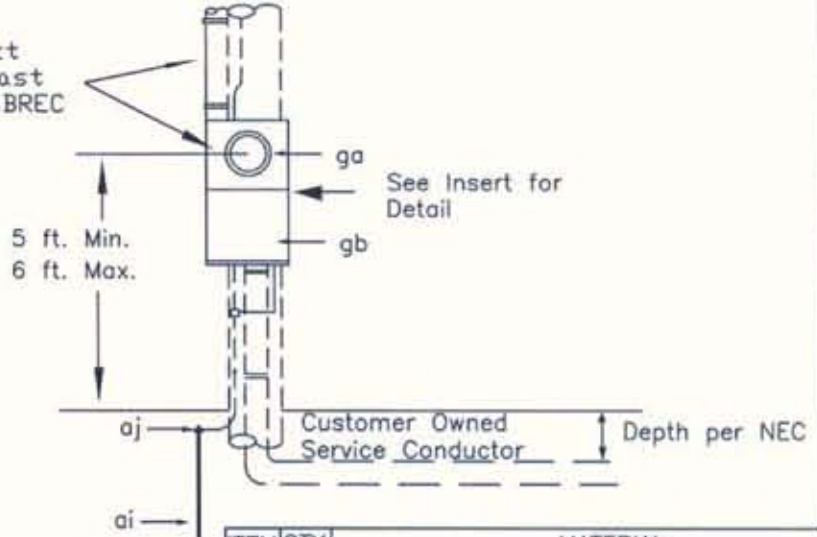 BREC
ga
See Insert for
Detail
5 ft. Min.
6 ft. Max.
gb
aj
Customer Owned
Service Conductor
Depth per NEC
ai